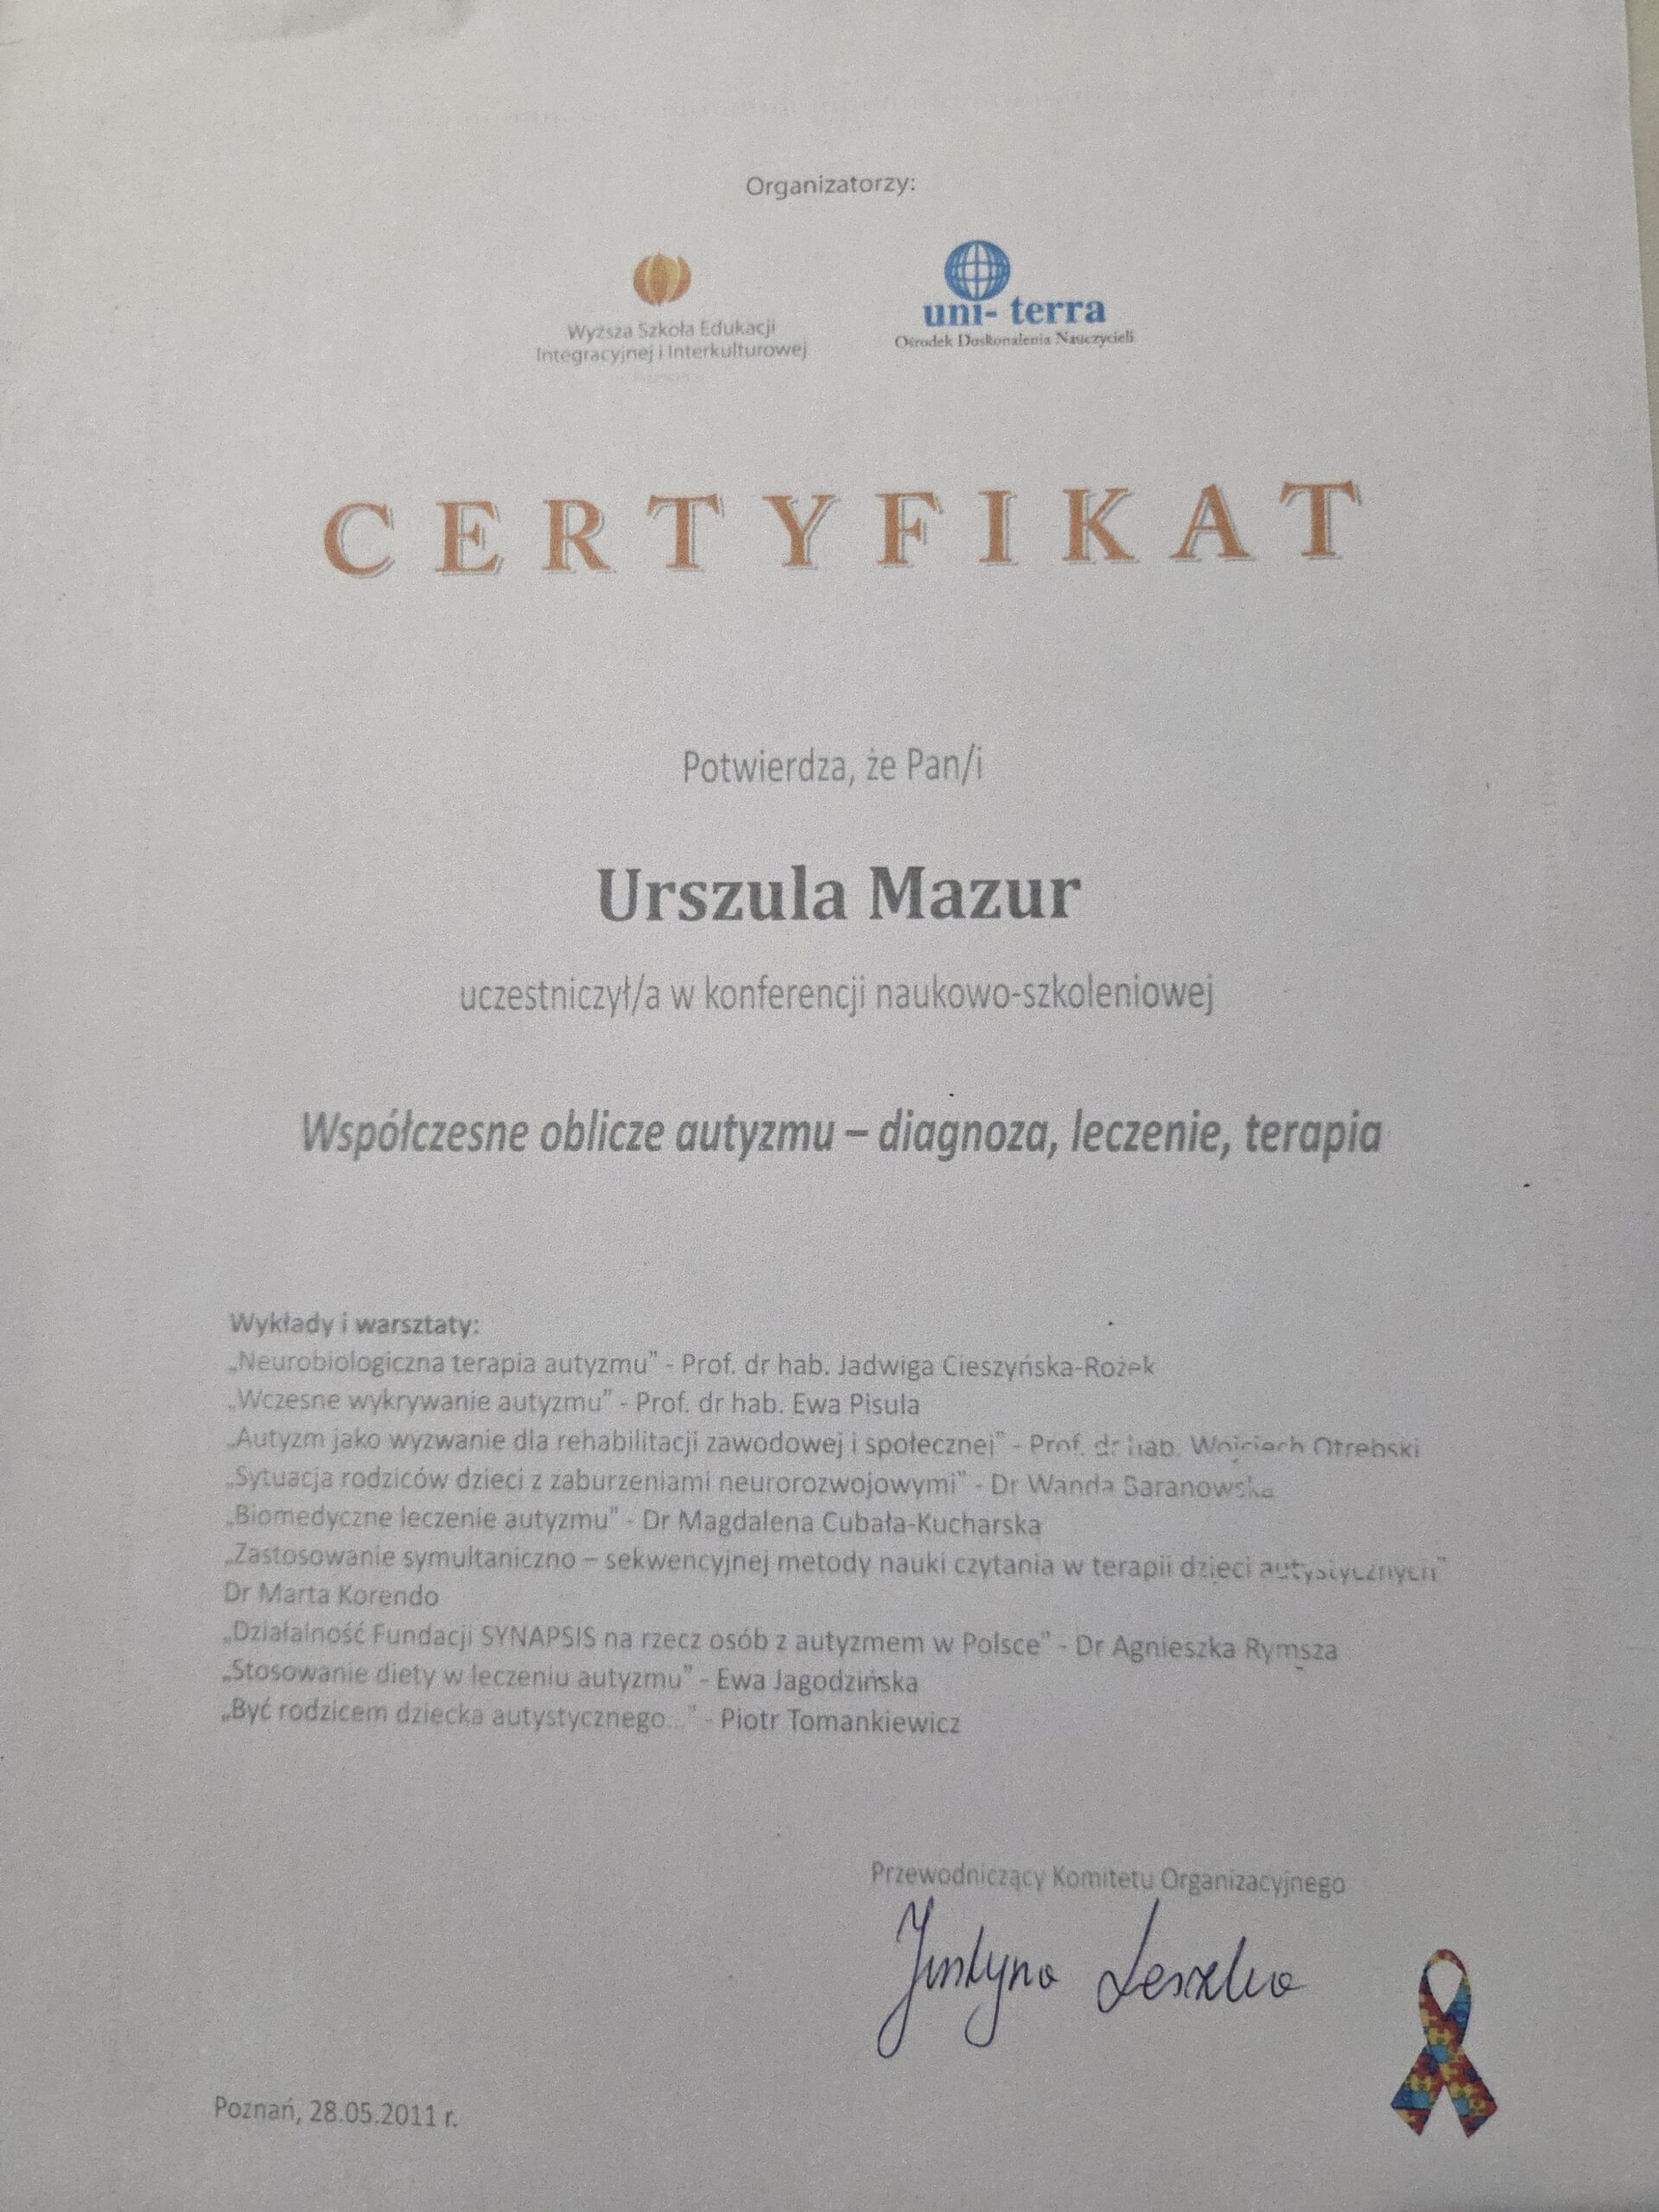 Organizatorzy:
Wyższa Szkoła Edukacji
Integracyjnej i Interkulturowej
uni- terra
Ośrodek Doskonalenia Nauczycieli
CERTYFIKAT
Potwierdza, że Pan/i
Urszula Mazur
uczestniczył/a w konferencji naukowo-szkoleniowej
Współczesne oblicze autyzmu – diagnoza, leczenie, terapia
Wykłady i warsztaty:
„Neurobiologiczna terapia autyzmu” - Prof. dr hab. Jadwiga Cieszyńska-Rożek
„Wczesne wykrywanie autyzmu” - Prof. dr hab. Ewa Pisula
„Autyzm jako wyzwanie dla rehabilitacji zawodowej i społecznej” - Prof. dr hab. Wojciech Otrębski
„Sytuacja rodziców dzieci z zaburzeniami neurorozwojowymi” - Dr Wanda Baranowska
„Biomedyczne leczenie autyzmu” - Dr Magdalena Cubała-Kucharska
„Zastosowanie symultaniczno – sekwencyjnej metody nauki czytania w terapii dzieci autystycznych”
Dr Marta Korendo
„Działalność Fundacji SYNAPSIS na rzecz osób z autyzmem w Polsce” - Dr Agnieszka Rymsza
„Stosowanie diety w leczeniu autyzmu” - Ewa Jagodzińska
„Być rodzicem dziecka autystycznego...” - Piotr Tomankiewicz
Przewodniczący Komitetu Organizacyjnego
Justyna
Poznań, 28.05.2011 r.